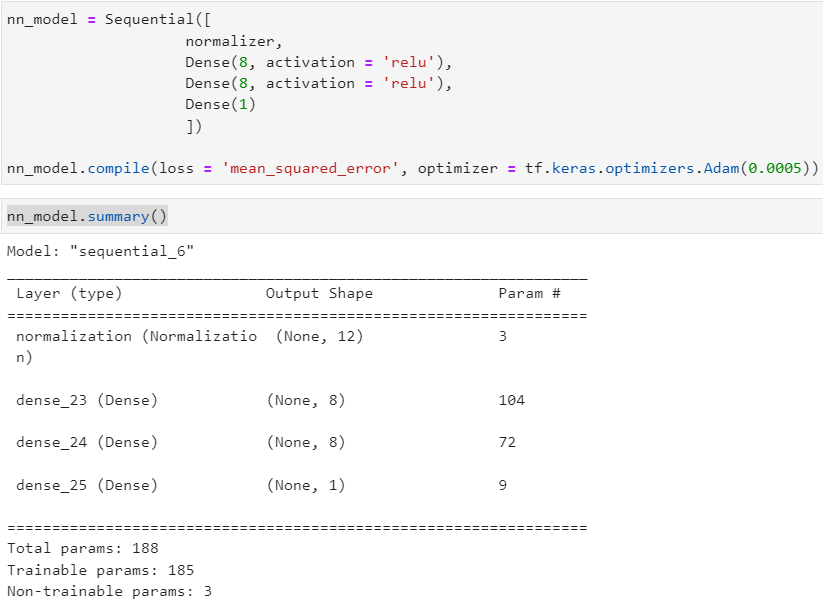 nn_model = Sequential([
normalizer,
Dense(8, activation = 'relu'),
Dense(8, activation = 'relu'),
Dense(1)
])
nn_model.compile(loss = 'mean_squared_error', optimizer = tf.keras.optimizers.Adam(0.0005))
nn_model.summary()
Model: "sequential_6"
_________________________________________________________________
Layer (type) Output Shape Param #
=================================================================
normalization (Normalizatio (None, 12) 3
n)
dense_23 (Dense) (None, 8) 104
dense_24 (Dense) (None, 8) 72
dense_25 (Dense) (None, 1) 9
=================================================================
Total params: 188
Trainable params: 185
Non-trainable params: 3